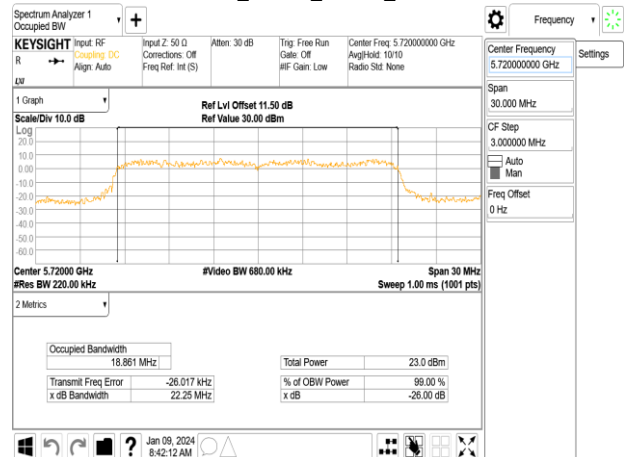 Spectrum Analyzer 1
Occupied BW
Frequency
KEYSIGHT
R
LXI
Input: RF
Coupling: DC
Align: Auto
Input Z: 50 Ω
Corrections: Off
Freq Ref: Int (S)
Atten: 30 dB
Trig: Free Run
Gate: Off
#IF Gain: Low
Center Freq: 5.720000000 GHz
Avg|Hold: 10/10
Radio Std: None
Center Frequency
5.720000000 GHz
Settings
Span
30.000 MHz
CF Step
3.000000 MHz
Auto
Man
Freq Offset
0 Hz
1 Graph
Ref Lvl Offset 11.50 dB
Scale/Div 10.0 dB
Ref Value 30.00 dBm
Log
20.0
10.0
0.00
-10.0
-20.0
-30.0
-40.0
-50.0
-60.0
Center 5.72000 GHz
#Video BW 680.00 kHz
Span 30 MHz
#Res BW 220.00 kHz
Sweep 1.00 ms (1001 pts)
2 Metrics
Occupied Bandwidth
18.861 MHz
Total Power 23.0 dBm
Transmit Freq Error -26.017 kHz
% of OBW Power 99.00 %
x dB Bandwidth 22.25 MHz
x dB -26.00 dB
?
Jan 09, 2024
8:42:12 AM